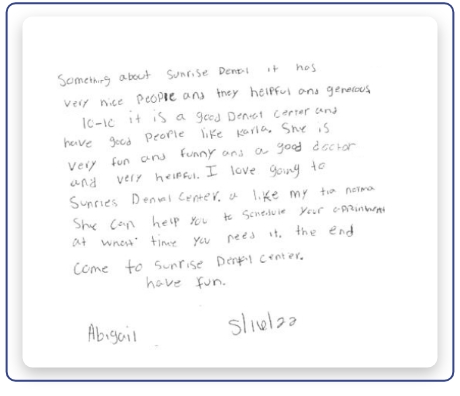 Something about Sunrise Dental it has
very nice people and they helpful and generous
10-10 it is a good Dental Center and
have good people like Karla. She is
very fun and funny and a good doctor
and very helpful. I love going to
Sunries Dental Center. a like my tia norma
She can help you to schedule your
at what time you need it. the end
Come to Sunrise Dental Center.
have fun.
Abigail 5/16/22